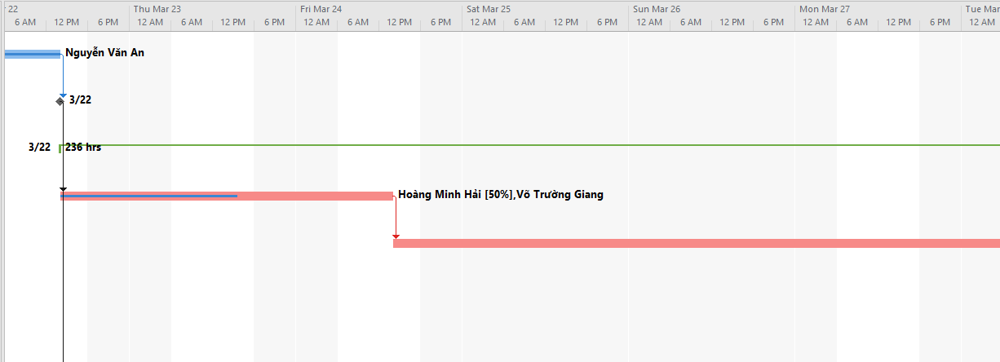 22 Thu Mar 23 Fri Mar 24 Sat Mar 25 Sun Mar 26 Mon Mar 27 Tue Mar
6 AM 12 PM 6 PM 12 AM 6 AM 12 PM 6 PM 12 AM 6 AM 12 PM 6 PM 12 AM 6 AM 12 PM 6 PM 12 AM 6 AM 12 PM 6 PM 12 AM 6 AM 12 PM 6 PM 12 AM
Nguyễn Văn An
3/22
3/22 236 hrs
Hoàng Minh Hải [50%],Võ Trường Giang